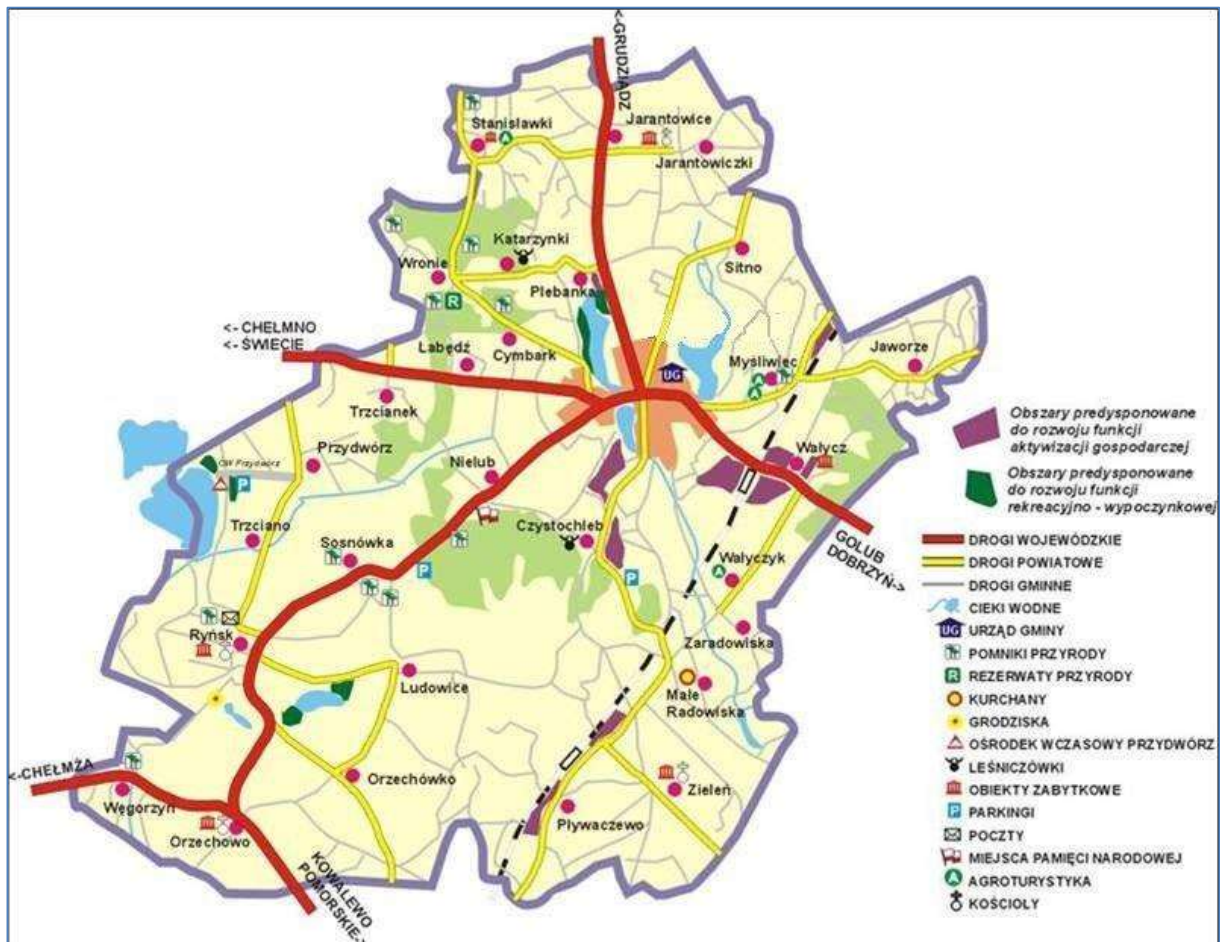 <-GRUDZIĄDZ
Stanisławki
Jarantowice
Jarantowiczki
Katarzynki
Wronie
Plebanka
Sitno
<- CHEŁMNO
<- ŚWIECIE
Łabędź
Cymbark
UG
Myśliwiec
Jaworze
Trzcianek
Przydwórz
OW Przydwórz
Nielub
Wałycz
Trzciano
Sosnówka
Czystochleb
Wałyczyk
GOLUB
DOBRZYŃ->
Ryńsk
Ludowice
Zaradowiska
Małe
Radowiska
<-CHEŁMŻA
Węgorzyn
Orzechówko
Zieleń
Orzechowo
Pływaczewo
KOWALEWO
POMORSKIE->
R
P
P
P
A
A
A
A
Obszary predysponowane
do rozwoju funkcji
aktywizacji gospodarczej
Obszary predysponowane
do rozwoju funkcji
rekreacyjno - wypoczynkowej
DROGI WOJEWÓDZKIE
DROGI POWIATOWE
DROGI GMINNE
CIEKI WODNE
UG URZĄD GMINY
POMNIKI PRZYRODY
R REZERWATY PRZYRODY
KURCHANY
GRODZISKA
OŚRODEK WCZASOWY PRZYDWÓRZ
LEŚNICZÓWKI
OBIEKTY ZABYTKOWE
P PARKINGI
POCZTY
MIEJSCA PAMIĘCI NARODOWEJ
A AGROTURYSTYKA
KOŚCIOŁY